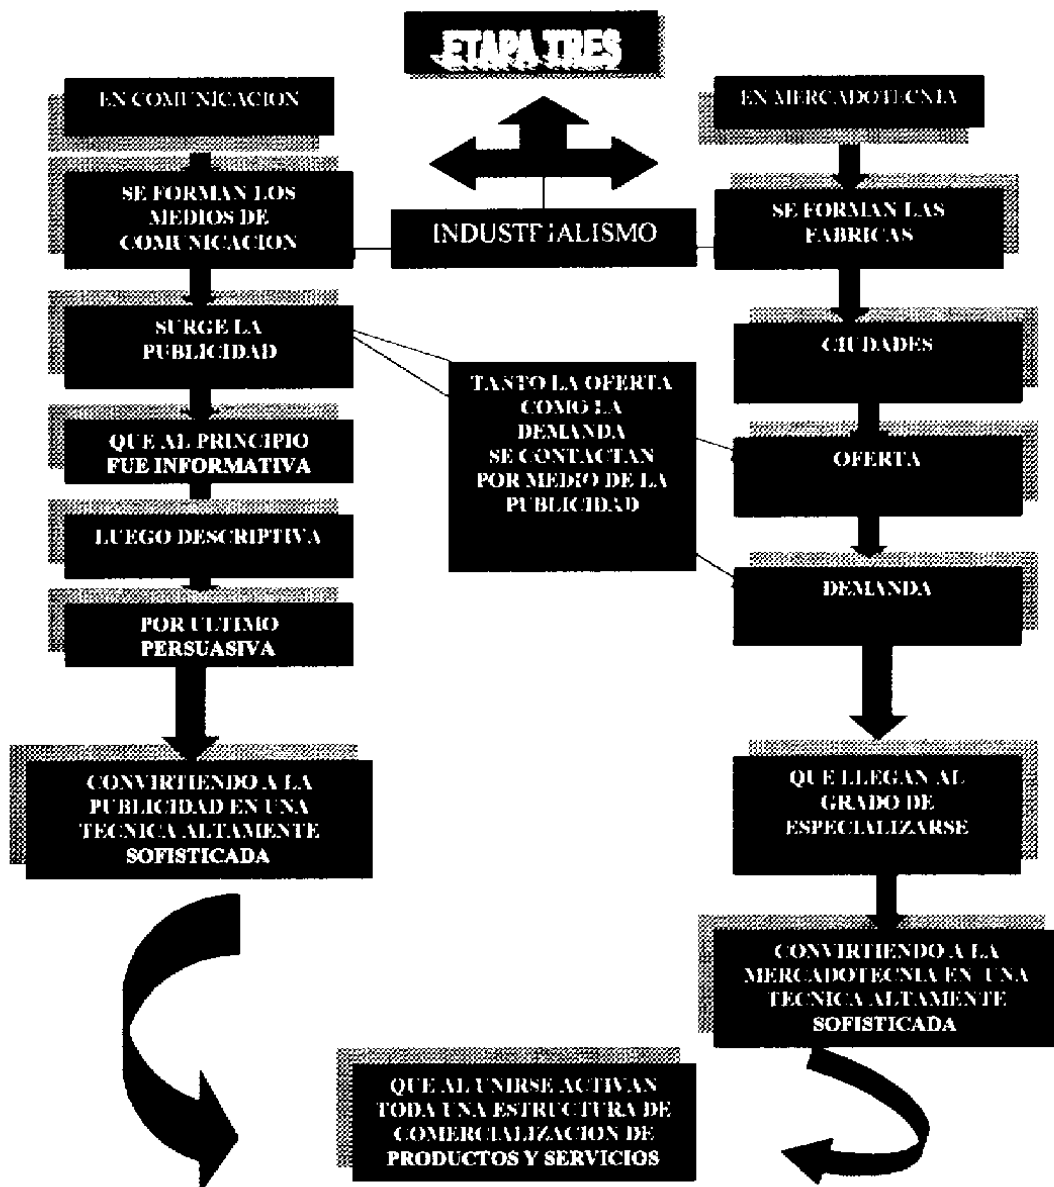 ETAPA TRES
EN COMUNICACION
SE FORMAN LOS
MEDIOS DE
COMUNICACION
SURGE LA
PUBLICIDAD
QUE AL PRINCIPIO
FUE INFORMATIVA
LUEGO DESCRIPTIVA
POR ULTIMO
PERSUASIVA
CONVIRTIENDO A LA
PUBLICIDAD EN UNA
TECNICA ALTAMENTE
SOFISTICADA
INDUSTRIALISMO
TANTO LA OFERTA
COMO LA
DEMANDA
SE CONTACTAN
POR MEDIO DE LA
PUBLICIDAD
EN MERCADOTECNIA
SE FORMAN LAS
FABRICAS
CIUDADES
OFERTA
DEMANDA
QUE LLEGAN AL
GRADO DE
ESPECIALIZARSE
CONVIRTIENDO A LA
MERCADOTECNIA EN UNA
TECNICA ALTAMENTE
SOFISTICADA
QUE AL UNIRSE ACTIVAN
TODA UNA ESTRUCTURA DE
COMERCIALIZACION DE
PRODUCTOS Y SERVICIOS